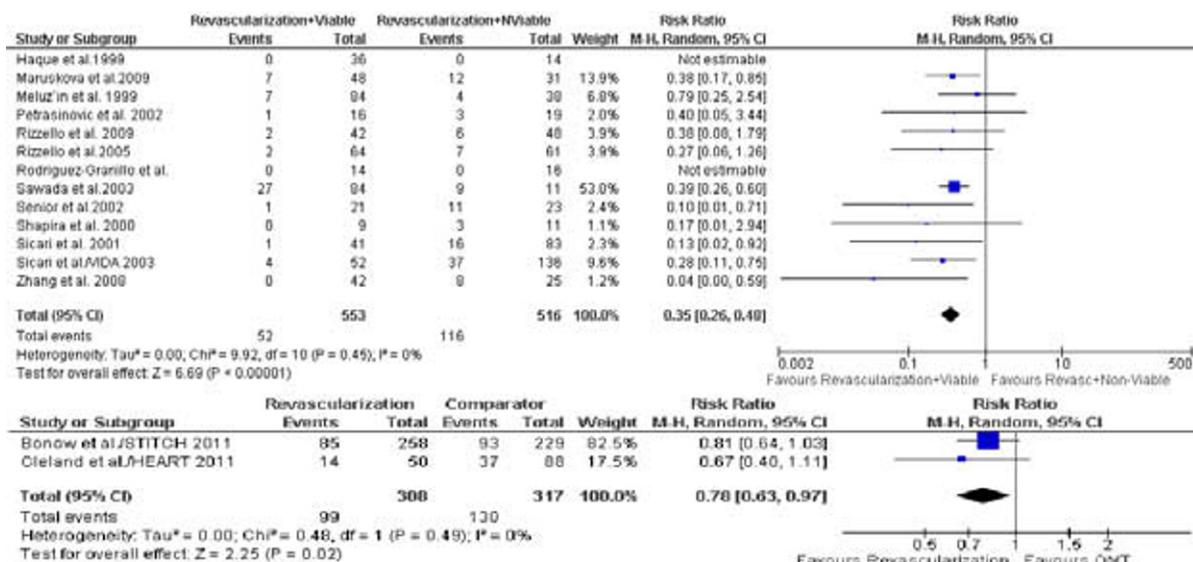 Revascularization+Viable Revascularization+NViable Risk Ratio Risk Ratio
Study or Subgroup Events Total Events Total Weight M-H, Random, 95% CI M-H, Random, 95% CI
Haque et al.1999 0 36 0 14 Not estimable
Maruskova et al.2009 7 48 12 31 13.9% 0.38 [0.17, 0.85]
Meluz'in et al. 1999 7 84 4 38 6.8% 0.79 [0.25, 2.54]
Petrasinovic et al. 2002 1 16 3 19 2.0% 0.40 [0.05, 3.44]
Rizzello et al. 2009 2 42 6 48 3.9% 0.38 [0.08, 1.79]
Rizzello et al.2005 2 64 7 61 3.9% 0.27 [0.06, 1.26]
Rodriguez-Granillo et al. 0 14 0 16 Not estimable
Sawada et al.2003 27 84 9 11 53.0% 0.39 [0.26, 0.60]
Senior et al.2002 1 21 11 23 2.4% 0.10 [0.01, 0.71]
Shapira et al. 2000 0 9 3 11 1.1% 0.17 [0.01, 2.94]
Sicari et al. 2001 1 41 16 83 2.3% 0.13 [0.02, 0.92]
Sicari et al./VIDA 2003 4 52 37 136 9.6% 0.28 [0.11, 0.75]
Zhang et al. 2008 0 42 8 25 1.2% 0.04 [0.00, 0.59]
Total (95% CI) 553 516 100.0% 0.35 [0.26, 0.48]
Total events 52 116
Heterogeneity: Tau² = 0.00; Chi² = 9.92, df = 10 (P = 0.45); I² = 0%
Test for overall effect: Z = 6.69 (P < 0.00001)
0.002 0.1 1 10 500
Favours Revascularization+Viable Favours Revasc+Non-Viable
Revascularization Comparator Risk Ratio Risk Ratio
Study or Subgroup Events Total Events Total Weight M-H, Random, 95% CI M-H, Random, 95% CI
Bonow et al./STITCH 2011 85 258 93 229 82.5% 0.81 [0.64, 1.03]
Cleland et al./HEART 2011 14 50 37 88 17.5% 0.67 [0.40, 1.11]
Total (95% CI) 308 317 100.0% 0.78 [0.63, 0.97]
Total events 99 130
Heterogeneity: Tau² = 0.00; Chi² = 0.48, df = 1 (P = 0.49); I² = 0%
Test for overall effect: Z = 2.25 (P = 0.02)
0.5 0.7 1 1.5 2
Favours Revascularization Favours OMT